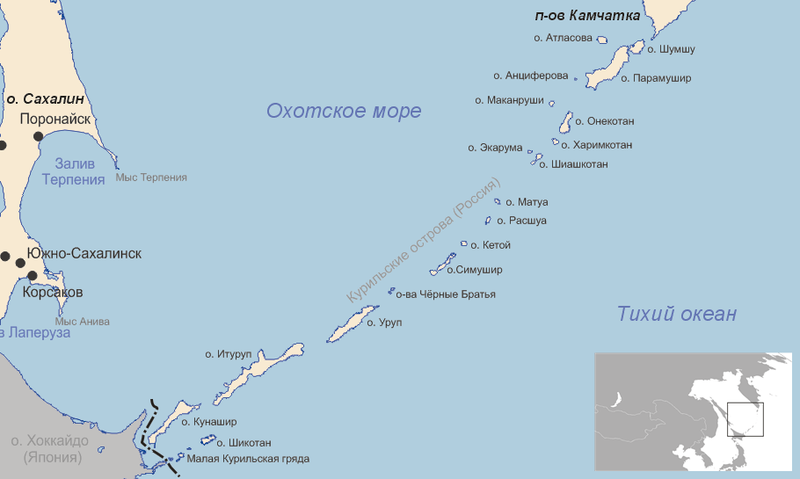 п-ов Камчатка
о. Атласова
о. Шумшу
о. Анциферова
о. Парамушир
о. Маканруши
о. Сахалин
Поронайск
Охотское море
о. Онекотан
о. Харимкотан
о. Экарума
о. Шиашкотан
Залив
Терпения
Мыс Терпения
Курильские острова (Россия)
о. Матуа
о. Расшуа
о. Кетой
Южно-Сахалинск
о.Симушир
Корсаков
о-ва Чёрные Братья
Мыс Анива
Тихий океан
о. Уруп
з Лаперуза
о. Итуруп
о. Кунашир
о. Хоккайдо
(Япония)
о. Шикотан
Малая Курильская гряда